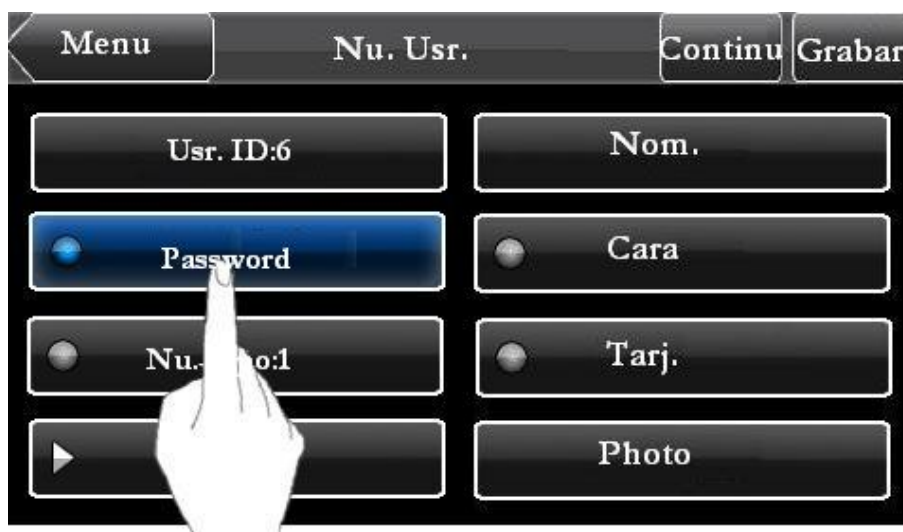 Menu
Nu. Usr.
Continu
Grabar
Usr. ID:6
Nom.
Password
Cara
Tarj.
Photo